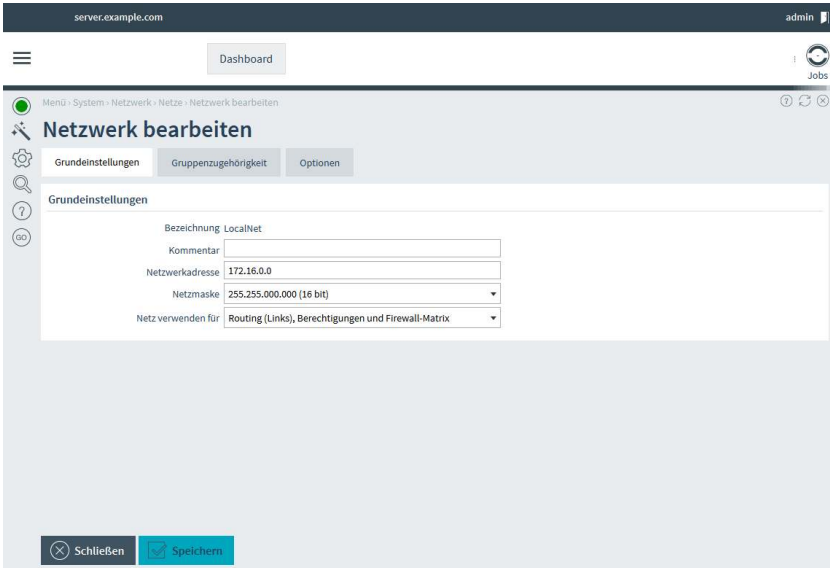 server.example.com
admin
Dashboard
Jobs
Menü › System › Netzwerk › Netze › Netzwerk bearbeiten
Netzwerk bearbeiten
Grundeinstellungen
Gruppenzugehörigkeit
Optionen
GO
Grundeinstellungen
Bezeichnung LocalNet
Kommentar
Netzwerkadresse 172.16.0.0
Netzmaske 255.255.000.000 (16 bit)
Netz verwenden für Routing (Links), Berechtigungen und Firewall-Matrix
Schließen
Speichern